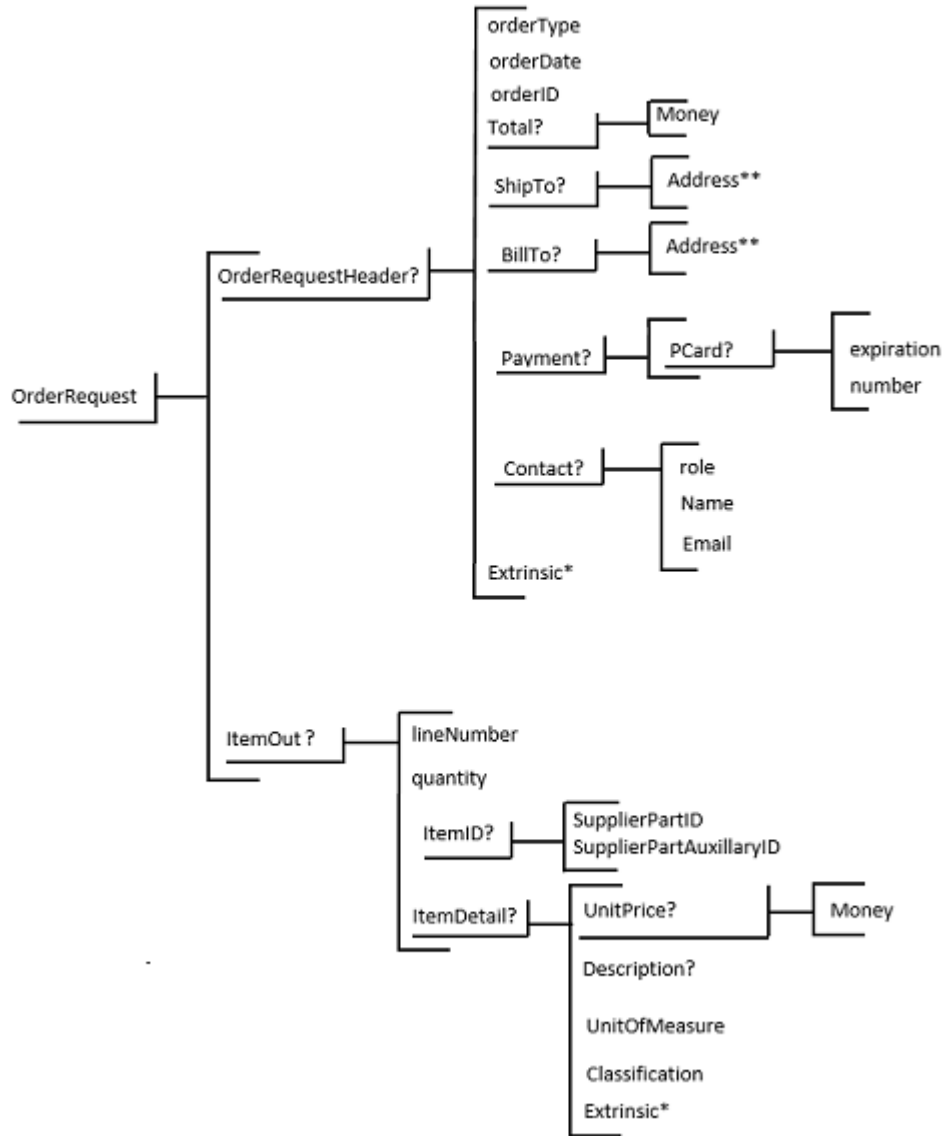 orderType
orderDate
orderID
Total?
Money
ShipTo?
Address**
BillTo?
Address**
OrderRequestHeader?
Payment?
PCard?
expiration
number
OrderRequest
Contact?
role
Name
Email
Extrinsic*
ItemOut ?
lineNumber
quantity
ItemID?
SupplierPartID
SupplierPartAuxillaryID
ItemDetail?
UnitPrice?
Money
Description?
UnitOfMeasure
Classification
Extrinsic*